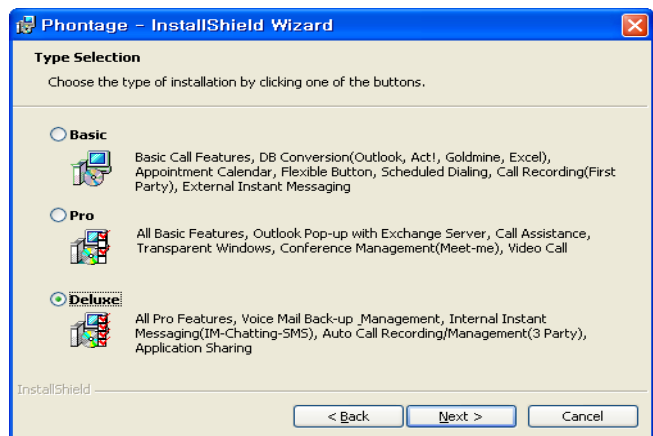 Phontage - InstallShield Wizard
Type Selection
Choose the type of installation by clicking one of the buttons.
Basic
Basic Call Features, DB Conversion(Outlook, Act!, Goldmine, Excel),
Appointment Calendar, Flexible Button, Scheduled Dialing, Call Recording(First
Party), External Instant Messaging
Pro
All Basic Features, Outlook Pop-up with Exchange Server, Call Assistance,
Transparent Windows, Conference Management(Meet-me), Video Call
Deluxe
All Pro Features, Voice Mail Back-up_Management, Internal Instant
Messaging(IM-Chatting-SMS), Auto Call Recording/Management(3 Party),
Application Sharing
InstallShield
< Back Next > Cancel